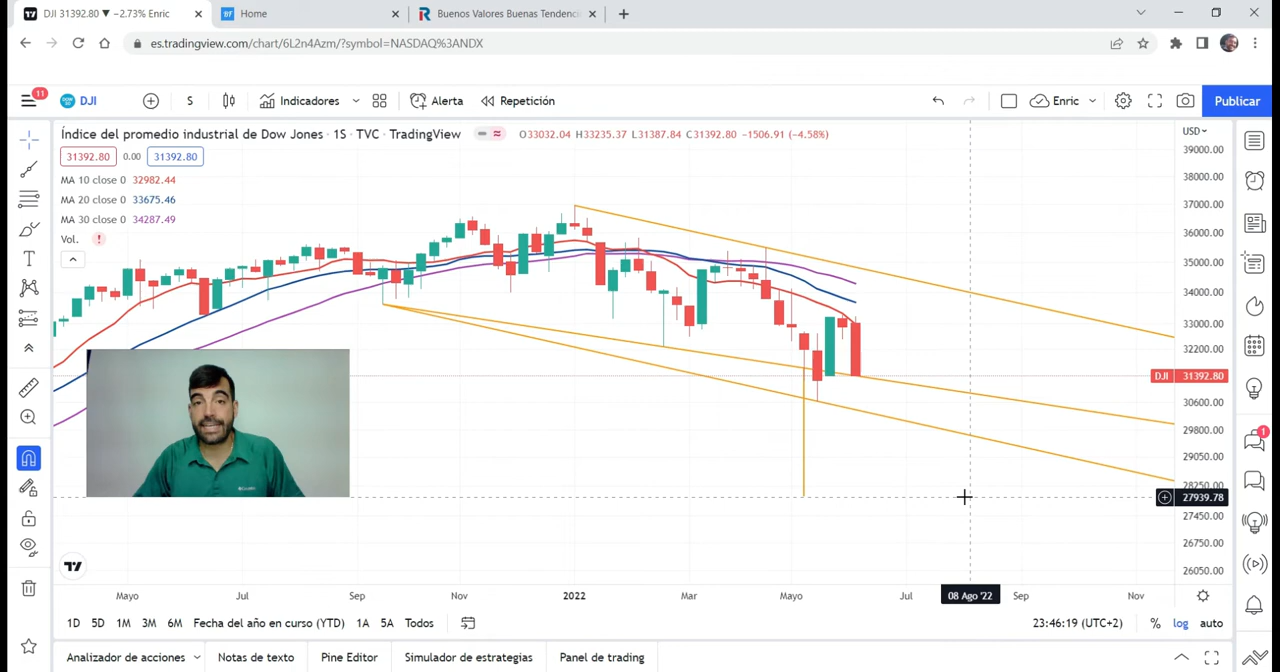 DJI 31392.80 ▼ −2.73% Enric
Home
Buenos Valores Buenas Tendenci
es.tradingview.com/chart/6L2n4Azm/?symbol=NASDAQ%3ANDX
11
DJI
S
Indicadores
Alerta
Repetición
Enric
Publicar
Índice del promedio industrial de Dow Jones · 1S · TVC · TradingView
O33032.04 H33235.37 L31387.84 C31392.80 −1506.91 (−4.58%)
USD
31392.80 0.00 31392.80
MA 10 close 0 32982.44
MA 20 close 0 33675.46
MA 30 close 0 34287.49
Vol.
39000.00
38000.00
37000.00
36000.00
35000.00
34000.00
33000.00
32200.00
DJI 31392.80
30600.00
29800.00
29050.00
28250.00
27939.78
27450.00
26750.00
26050.00
1
Mayo Jul Sep Nov 2022 Mar Mayo Jul 08 Ago '22 Sep Nov
1D 5D 1M 3M 6M Fecha del año en curso (YTD) 1A 5A Todos
23:46:19 (UTC+2) % log auto
Analizador de acciones Notas de texto Pine Editor Simulador de estrategias Panel de trading